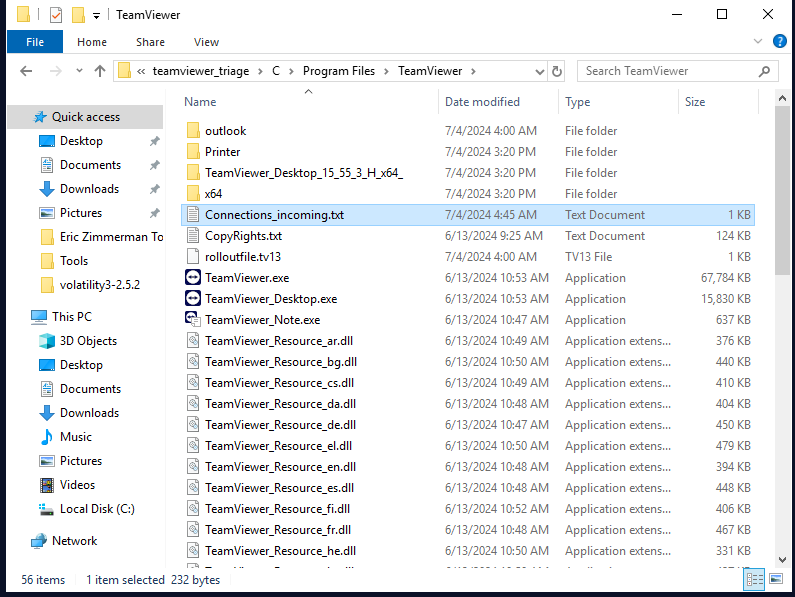 TeamViewer
File Home Share View
« teamviewer_triage > C > Program Files > TeamViewer >
Search TeamViewer
Name Date modified Type Size
Quick access
Desktop
Documents
Downloads
Pictures
Eric Zimmerman To
Tools
volatility3-2.5.2
This PC
3D Objects
Desktop
Documents
Downloads
Music
Pictures
Videos
Local Disk (C:)
Network
outlook 7/4/2024 4:00 AM File folder
Printer 7/4/2024 3:20 PM File folder
TeamViewer_Desktop_15_55_3_H_x64_ 7/4/2024 3:20 PM File folder
x64 7/4/2024 3:20 PM File folder
Connections_incoming.txt 7/4/2024 4:45 AM Text Document 1 KB
CopyRights.txt 6/13/2024 9:25 AM Text Document 124 KB
rolloutfile.tv13 7/4/2024 4:00 AM TV13 File 1 KB
TeamViewer.exe 6/13/2024 10:53 AM Application 67,784 KB
TeamViewer_Desktop.exe 6/13/2024 10:53 AM Application 15,830 KB
TeamViewer_Note.exe 6/13/2024 10:47 AM Application 637 KB
TeamViewer_Resource_ar.dll 6/13/2024 10:49 AM Application extens... 376 KB
TeamViewer_Resource_bg.dll 6/13/2024 10:50 AM Application extens... 440 KB
TeamViewer_Resource_cs.dll 6/13/2024 10:49 AM Application extens... 410 KB
TeamViewer_Resource_da.dll 6/13/2024 10:48 AM Application extens... 404 KB
TeamViewer_Resource_de.dll 6/13/2024 10:47 AM Application extens... 450 KB
TeamViewer_Resource_el.dll 6/13/2024 10:50 AM Application extens... 479 KB
TeamViewer_Resource_en.dll 6/13/2024 10:48 AM Application extens... 394 KB
TeamViewer_Resource_es.dll 6/13/2024 10:48 AM Application extens... 448 KB
TeamViewer_Resource_fi.dll 6/13/2024 10:52 AM Application extens... 406 KB
TeamViewer_Resource_fr.dll 6/13/2024 10:48 AM Application extens... 467 KB
TeamViewer_Resource_he.dll 6/13/2024 10:50 AM Application extens... 331 KB
56 items 1 item selected 232 bytes